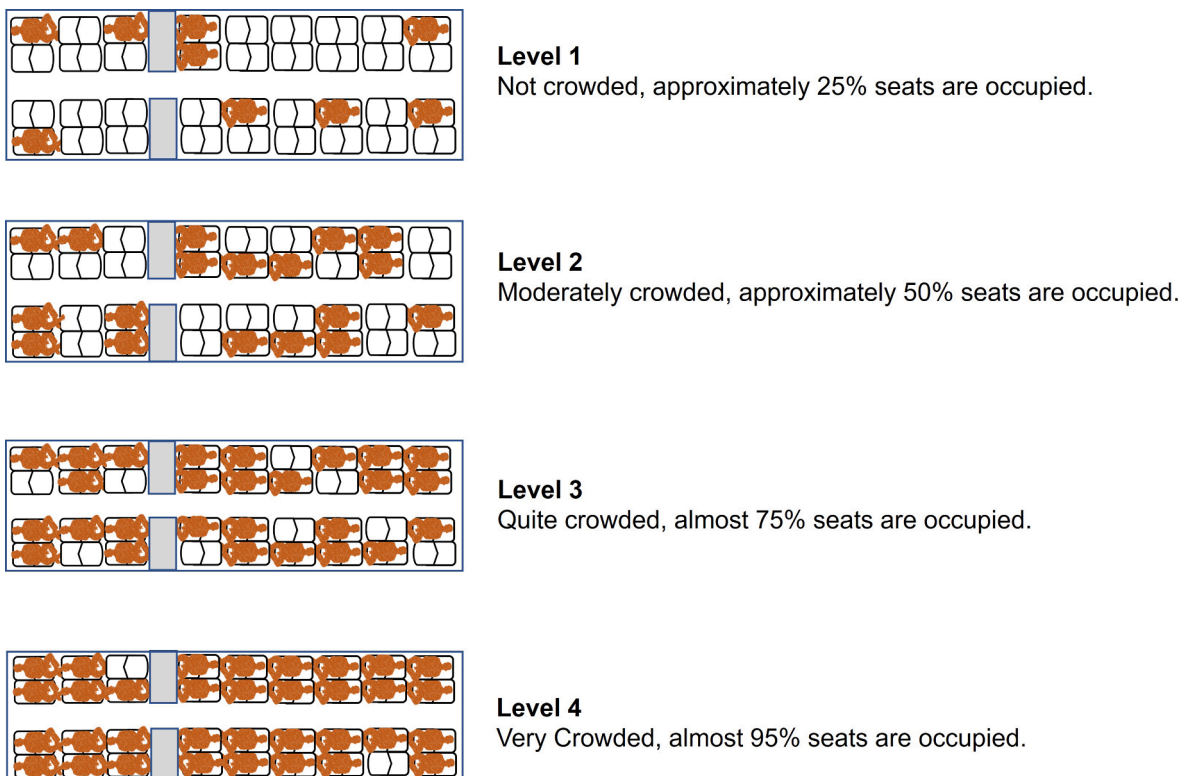 Level 1
Not crowded, approximately 25% seats are occupied.
Level 2
Moderately crowded, approximately 50% seats are occupied.
Level 3
Quite crowded, almost 75% seats are occupied.
Level 4
Very Crowded, almost 95% seats are occupied.